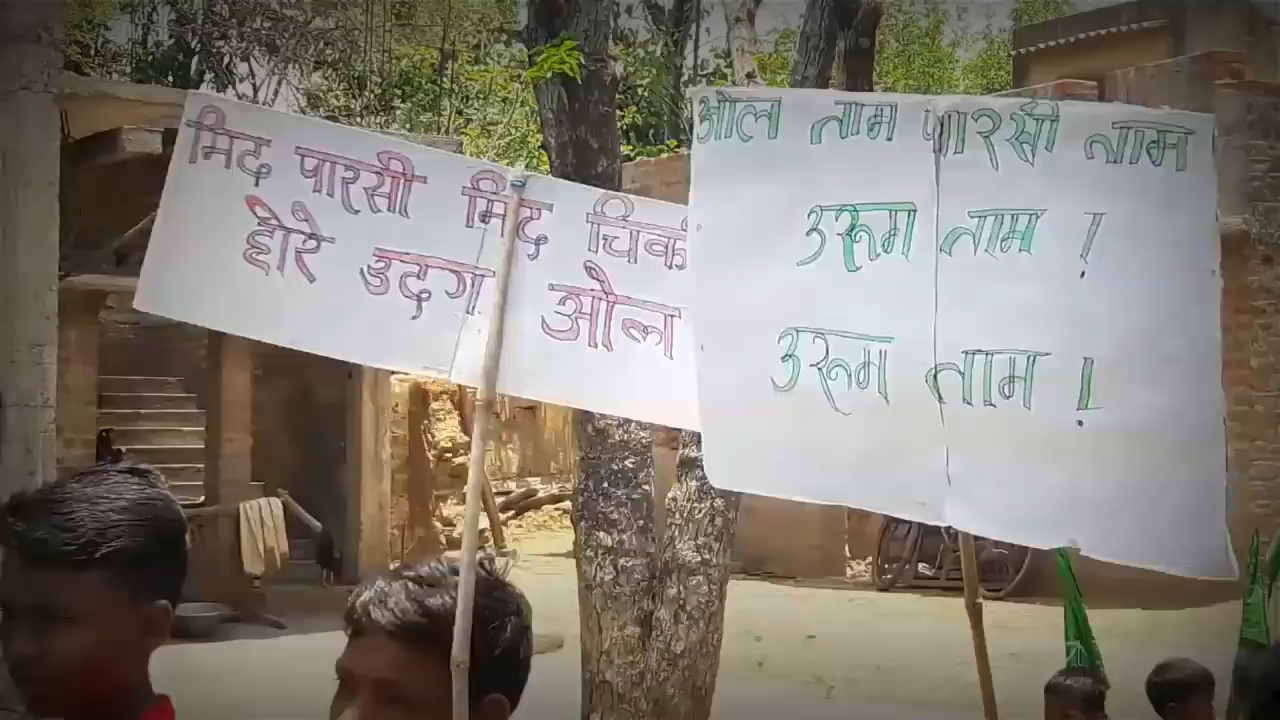 मिद पारसी मिद चिकी
होरे उदग ओल
ओल ताम पारसी ताम
उरूम ताम !
उरूम ताम !